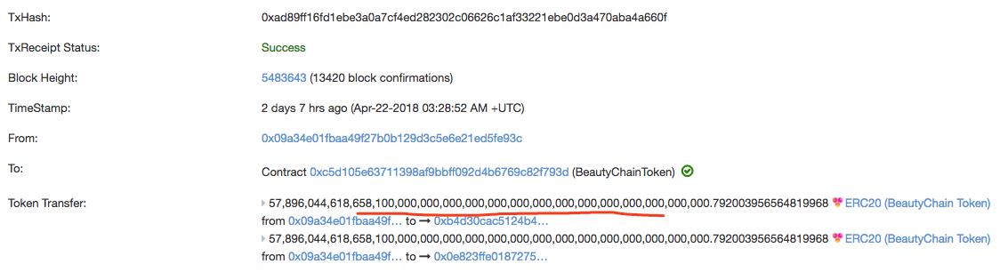 TxHash: 0xad89ff16fd1ebe3a0a7cf4ed282302c06626c1af33221ebe0d3a470aba4a660f
TxReceipt Status: Success
Block Height: 5483643 (13420 block confirmations)
TimeStamp: 2 days 7 hrs ago (Apr-22-2018 03:28:52 AM +UTC)
From: 0x09a34e01fbaa49f27b0b129d3c5e6e21ed5fe93c
To: Contract 0xc5d105e63711398af9bbff092d4b6769c82f793d (BeautyChainToken)
Token Transfer: 57,896,044,618,658,100,000,000,000,000,000,000,000,000,000,000,000,000,000,000,000.792003956564819968 ERC20 (BeautyChain Token)
from 0x09a34e01fbaa49f... to ➞ 0xb4d30cac5124b4...
57,896,044,618,658,100,000,000,000,000,000,000,000,000,000,000,000,000,000,000,000.792003956564819968 ERC20 (BeautyChain Token)
from 0x09a34e01fbaa49f... to ➞ 0x0e823ffe0187275...